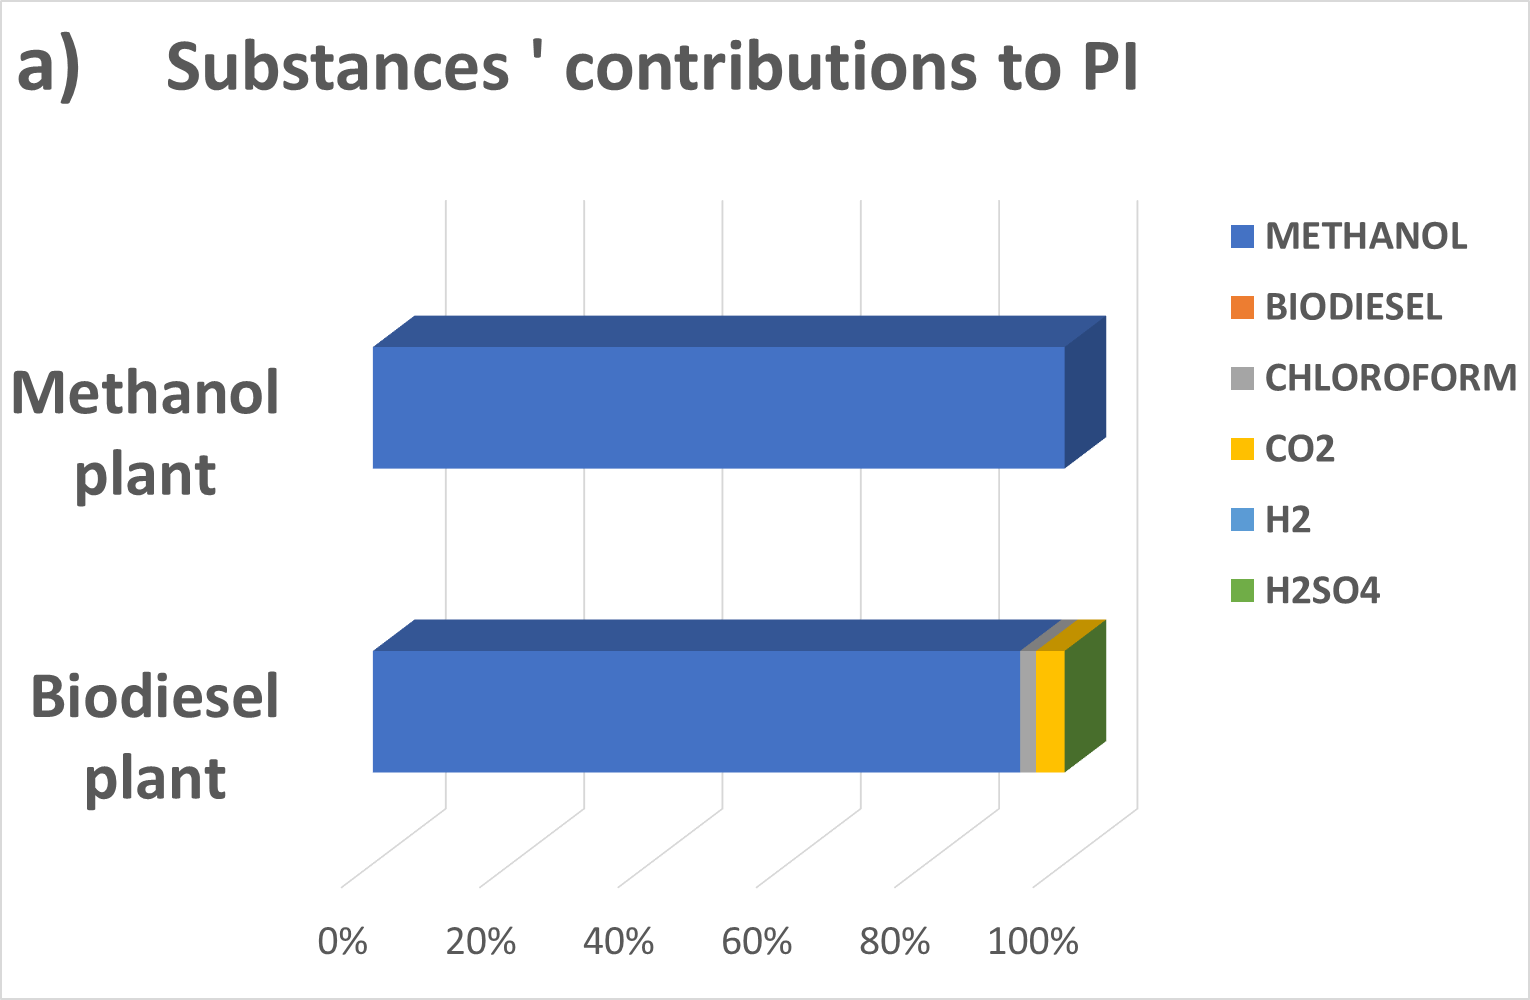 a) Substances ' contributions to PI
METHANOL
BIODIESEL
CHLOROFORM
CO2
H2
H2SO4
Methanol
plant
Biodiesel
plant
0% 20% 40% 60% 80% 100%